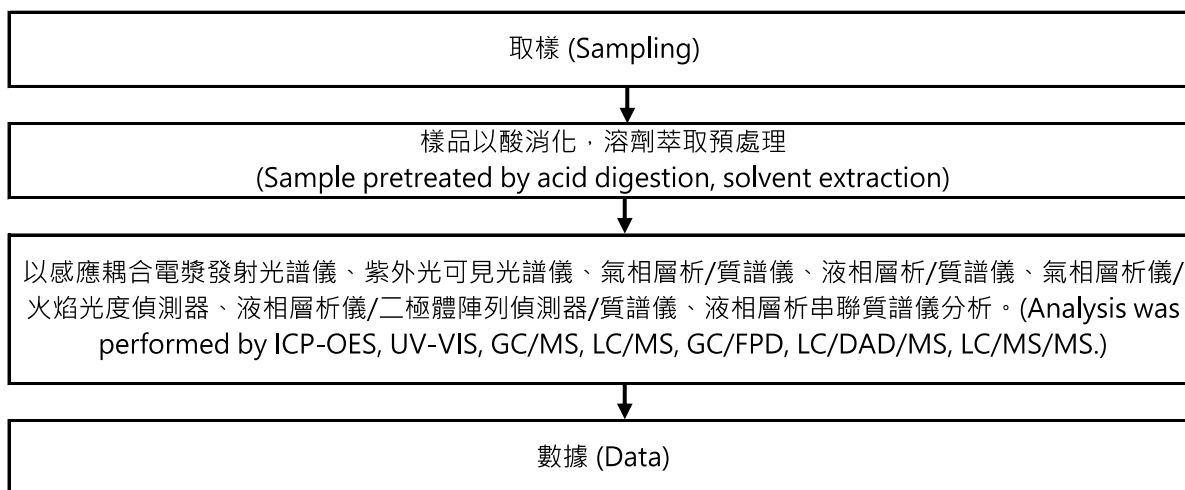 取樣 (Sampling)
樣品以酸消化，溶劑萃取預處理
(Sample pretreated by acid digestion, solvent extraction)
以感應耦合電漿發射光譜儀、紫外光可見光譜儀、氣相層析/質譜儀、液相層析/質譜儀、氣相層析儀/
火焰光度偵測器、液相層析儀/二極體陣列偵測器/質譜儀、液相層析串聯質譜儀分析。(Analysis was
performed by ICP-OES, UV-VIS, GC/MS, LC/MS, GC/FPD, LC/DAD/MS, LC/MS/MS.)
數據 (Data)